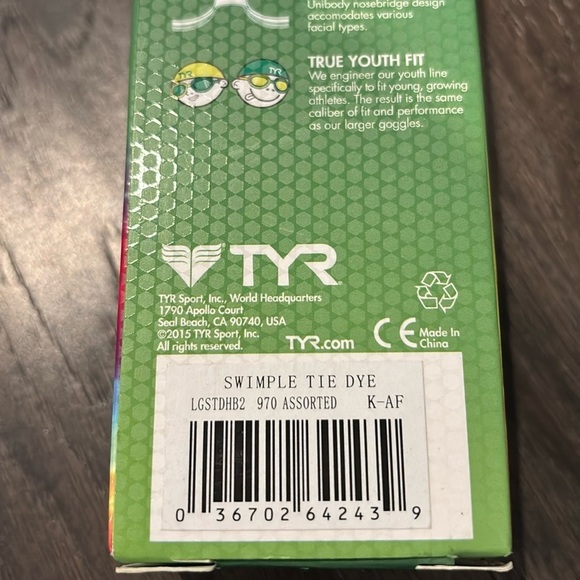 Unibody nosebridge design
accomodates various
facial types.
TYR
TRUE YOUTH FIT
We engineer our youth line
specifically to fit young, growing
athletes. The result is the same
caliber of fit and performance
as our larger goggles.
TYR
TYR Sport, Inc., World Headquarters
1790 Apollo Court
Seal Beach, CA 90740, USA
©2015 TYR Sport, Inc.
All rights reserved.
TYR.com
CE Made In
China
SWIMPLE TIE DYE
LGSTDHB2 970 ASSORTED K-AF
0 36702 64243 9